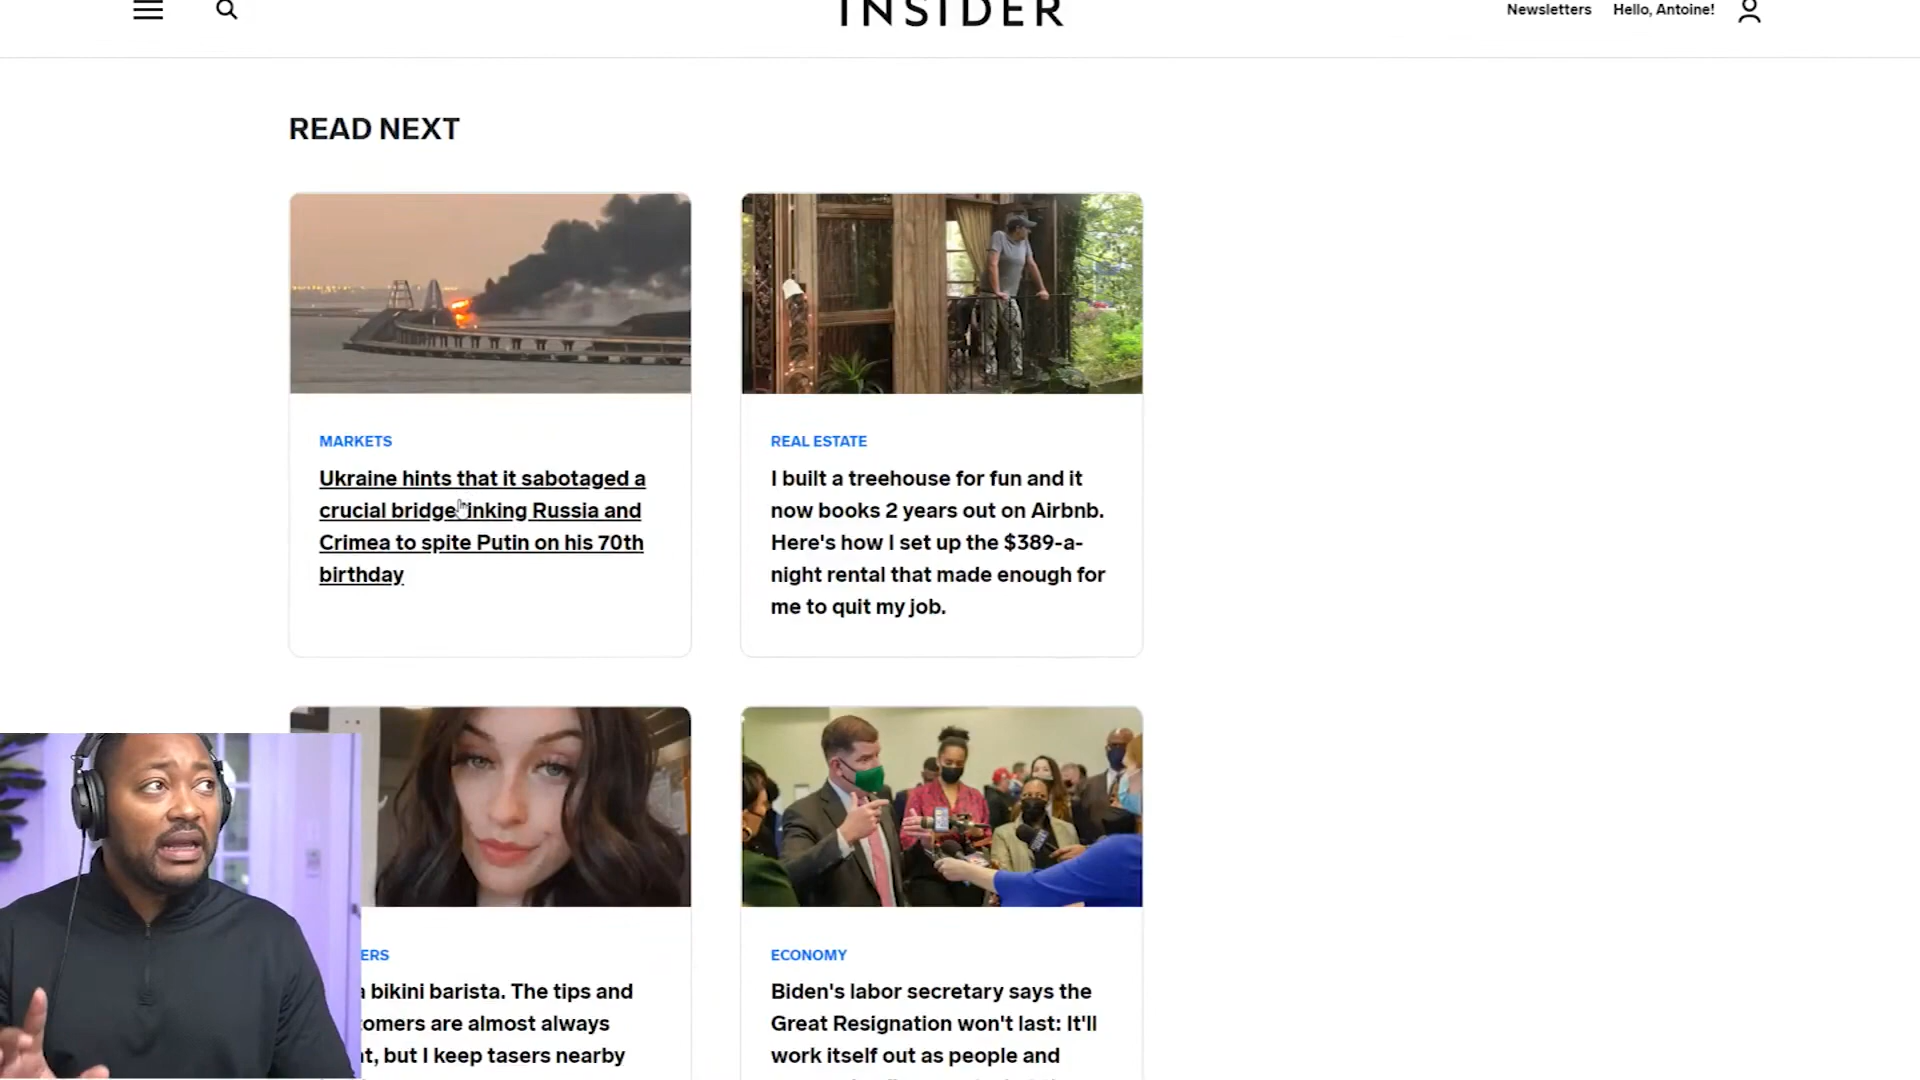 INSIDER
Newsletters
Hello, Antoine!
READ NEXT
MARKETS
Ukraine hints that it sabotaged a
crucial bridge linking Russia and
Crimea to spite Putin on his 70th
birthday
REAL ESTATE
I built a treehouse for fun and it
now books 2 years out on Airbnb.
Here's how I set up the $389-a-
night rental that made enough for
me to quit my job.
ERS
bikini barista. The tips and
omers are almost always
t, but I keep tasers nearby
ECONOMY
Biden's labor secretary says the
Great Resignation won't last: It'll
work itself out as people and